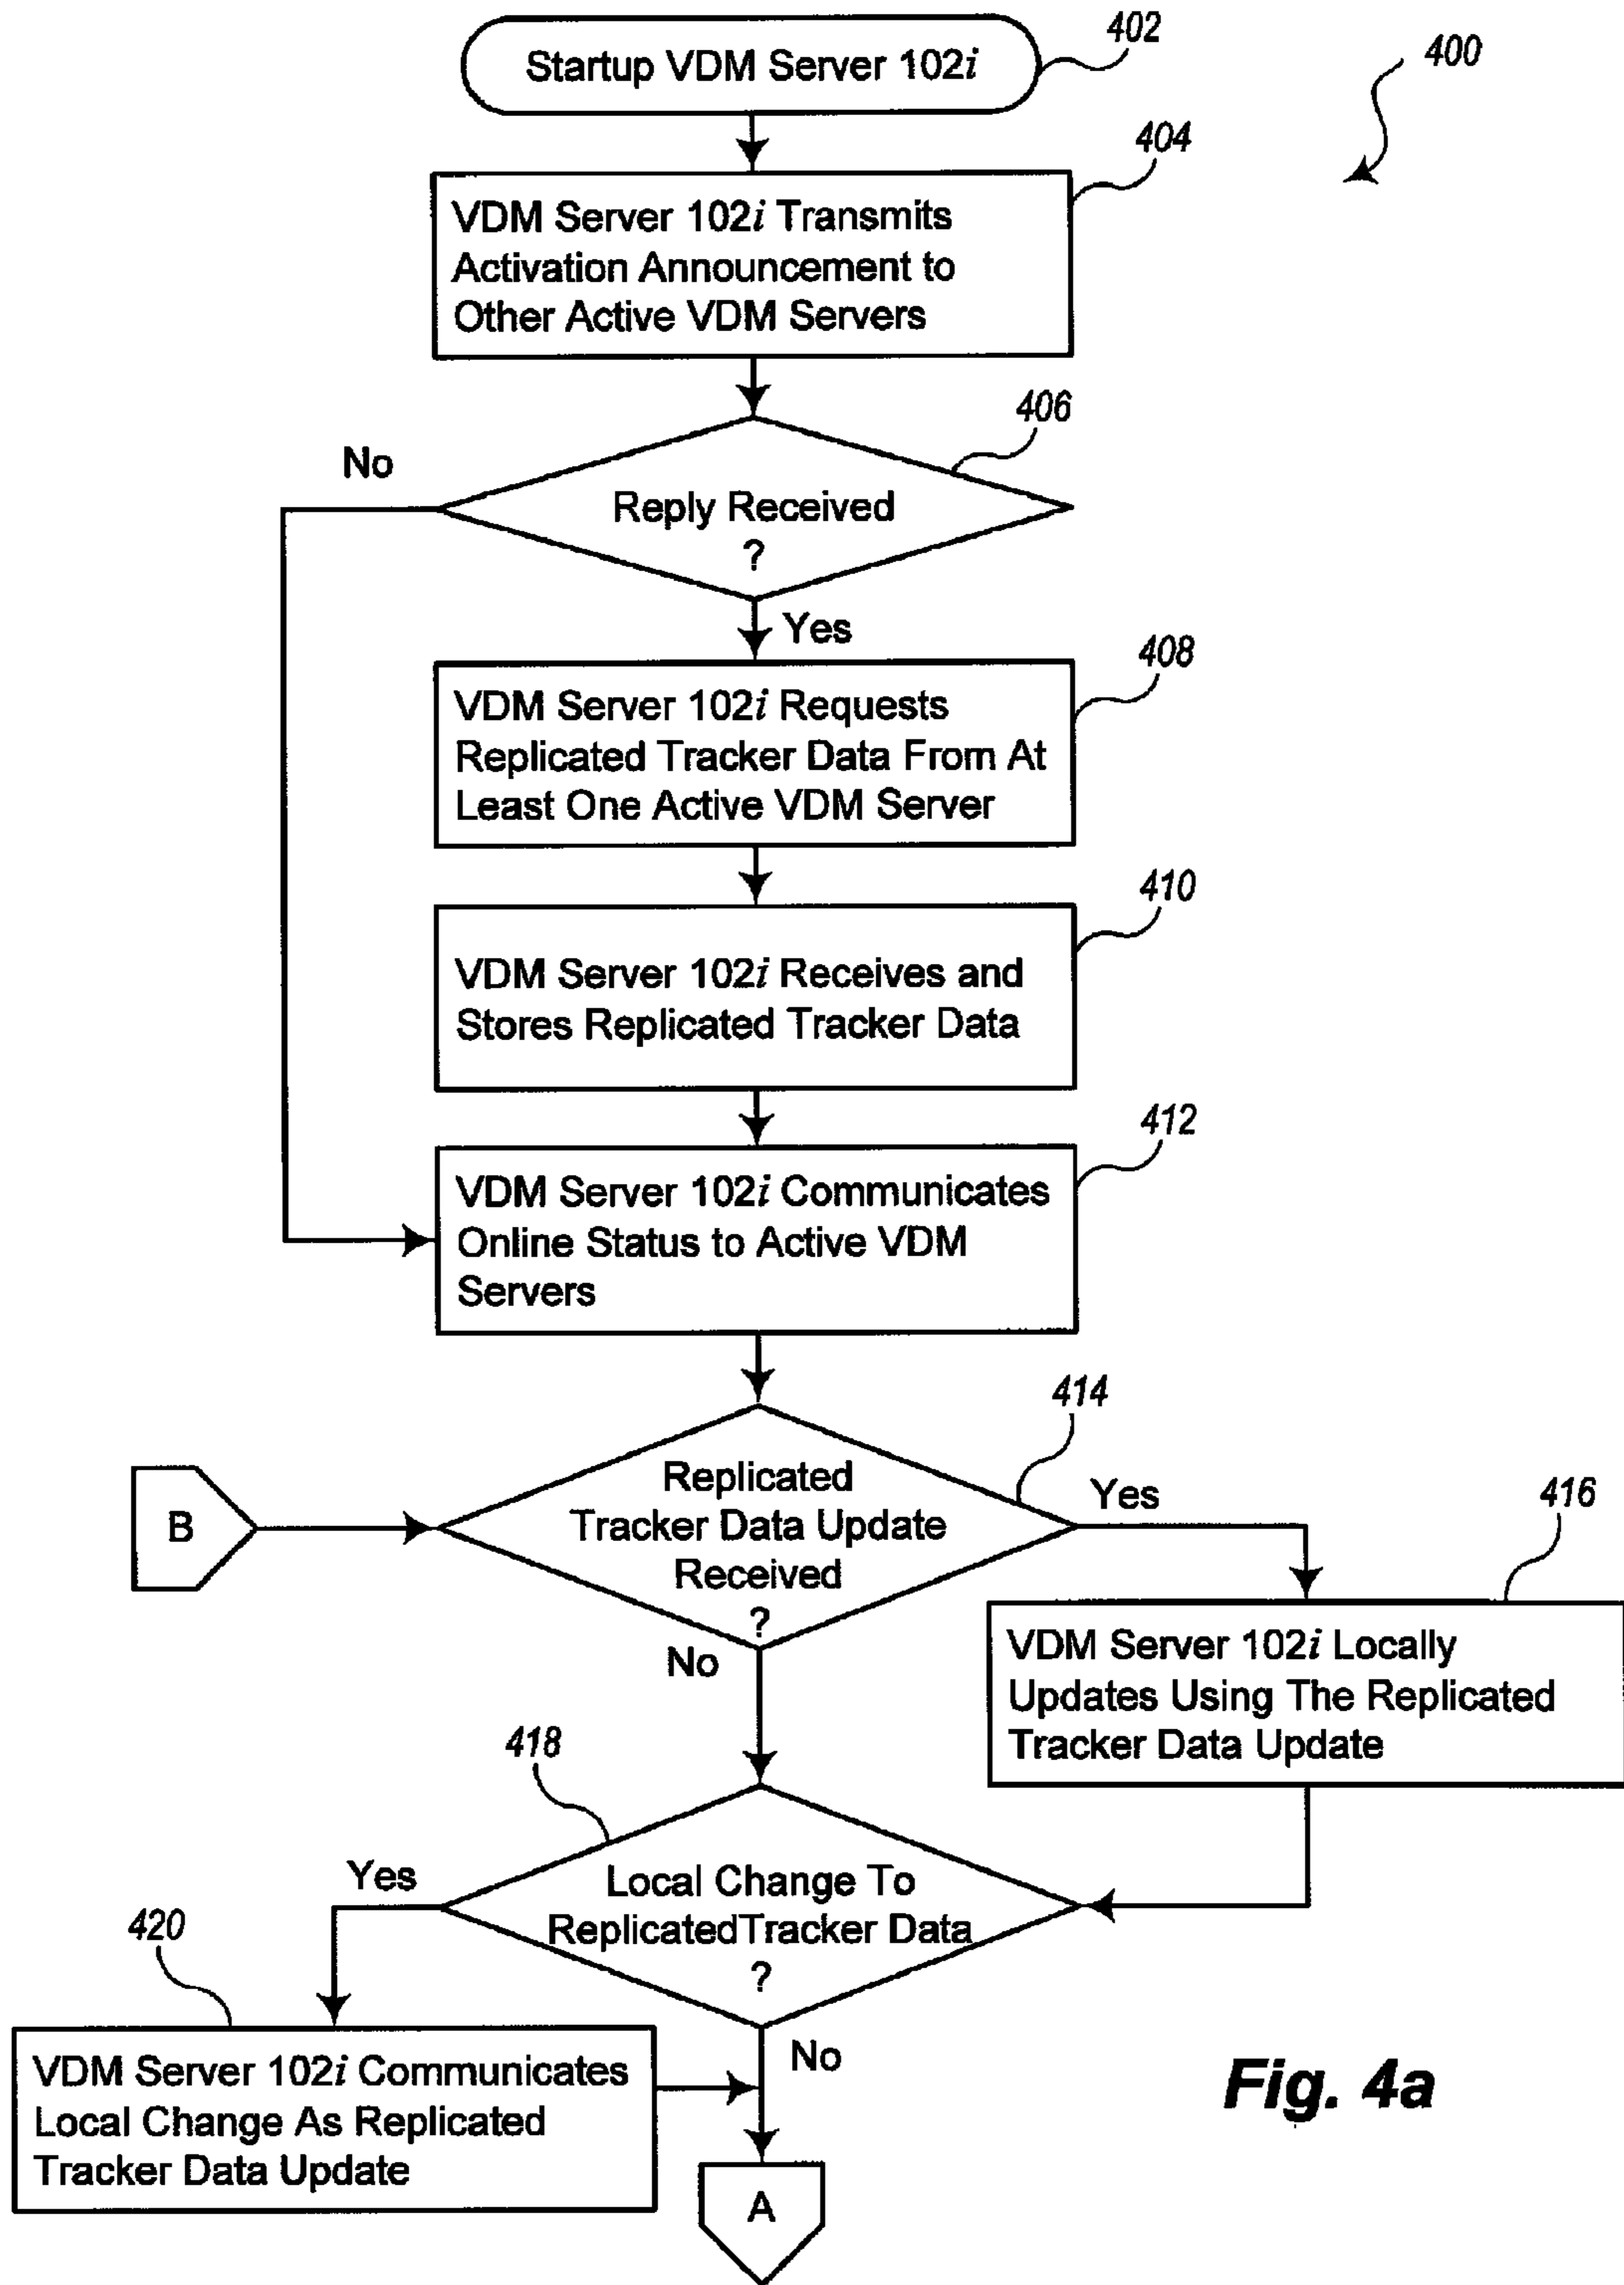 Startup VDM Server 102i
402
400
404
VDM Server 102i Transmits
Activation Announcement to
Other Active VDM Servers
406
No
Reply Received
?
Yes
408
VDM Server 102i Requests
Replicated Tracker Data From At
Least One Active VDM Server
410
VDM Server 102i Receives and
Stores Replicated Tracker Data
412
VDM Server 102i Communicates
Online Status to Active VDM
Servers
414
Replicated
Tracker Data Update
Received
?
Yes
B
416
No
VDM Server 102i Locally
Updates Using The Replicated
Tracker Data Update
418
Yes
Local Change To
ReplicatedTracker Data
?
420
No
VDM Server 102i Communicates
Local Change As Replicated
Tracker Data Update
A
Fig. 4a